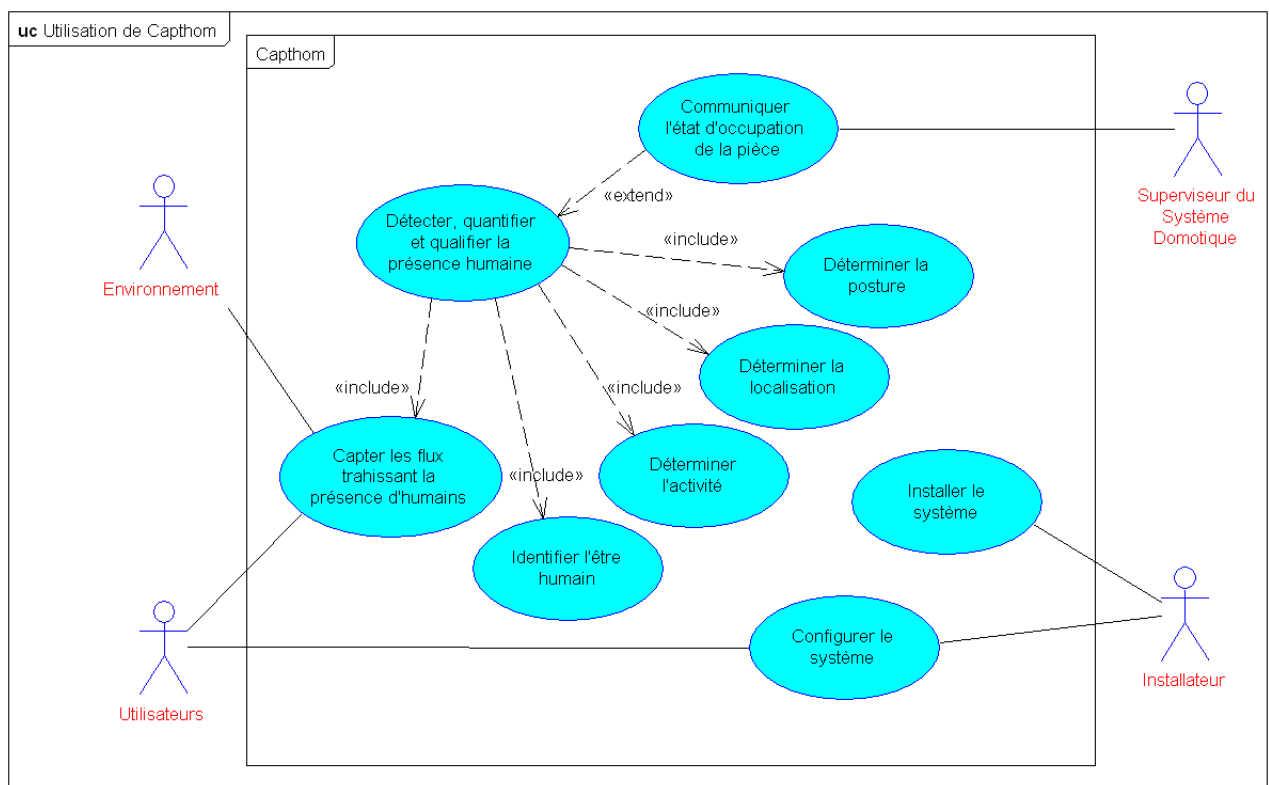 uc Utilisation de Capthom
Capthom
Communiquer
l'état d'occupation
de la pièce
Superviseur du
Système
Domotique
«extend»
Détecter, quantifier
et qualifier la
présence humaine
Environnement
«include»
Déterminer la
posture
«include»
Déterminer la
localisation
«include»
«include»
Capter les flux
trahissant la
présence d'humains
Déterminer
l'activité
«include»
Identifier l'être
humain
Installer le
système
Configurer le
système
Utilisateurs
Installateur